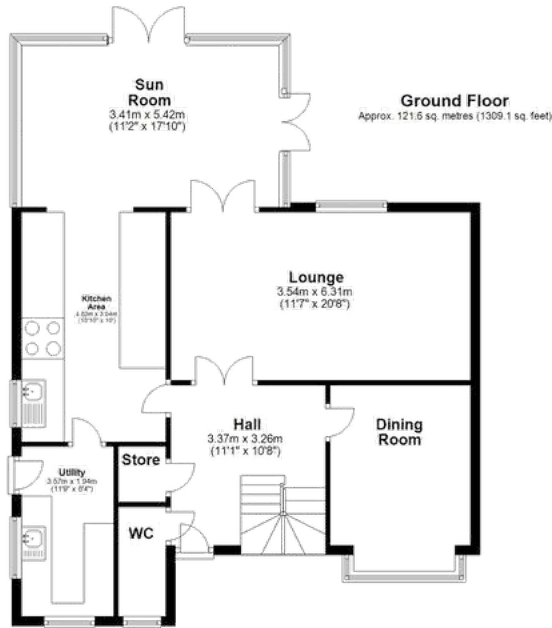 Sun
Room
3.41m x 5.42m
(11'2" x 17'10")
Ground Floor
Approx. 121.6 sq. metres (1309.1 sq. feet)
Lounge
3.54m x 6.31m
(11'7" x 20'8")
Kitchen
Area
Hall
3.37m x 3.26m
(11'1" x 10'8")
Dining
Room
Store
Utility
3.57m x 1.94m
(11'9" x 6'4")
WC